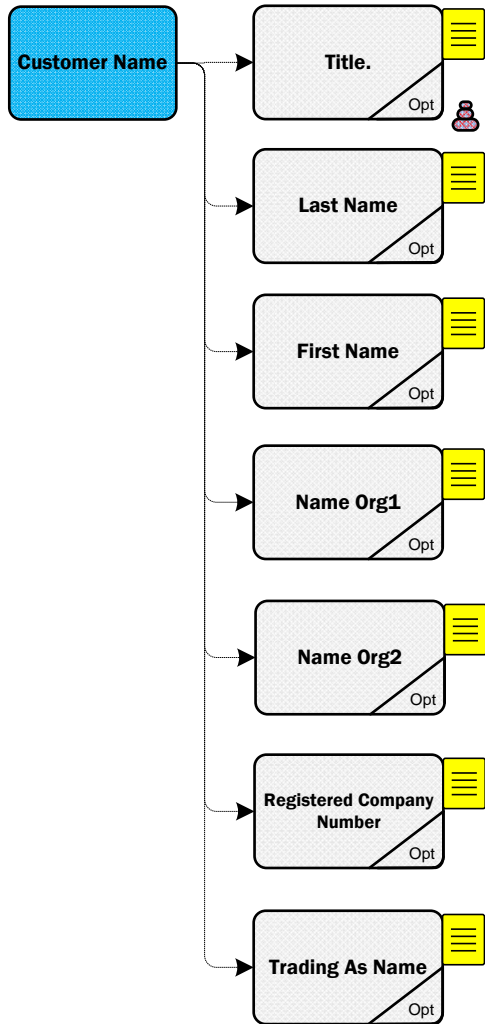 Customer Name
Title.
Opt
Last Name
Opt
First Name
Opt
Name Org1
Opt
Name Org2
Opt
Registered Company
Number
Opt
Trading As Name
Opt